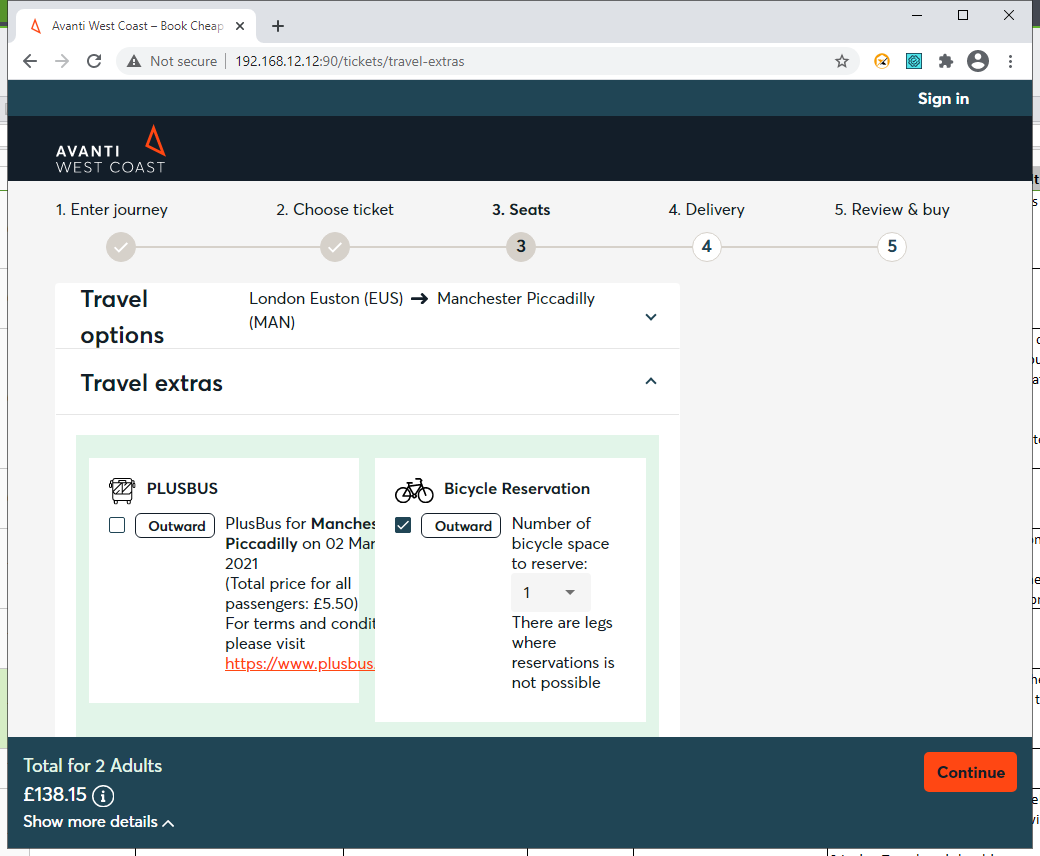 Avanti West Coast – Book Cheap
Not secure | 192.168.12.12:90/tickets/travel-extras
Sign in
AVANTI
WEST COAST
1. Enter journey 2. Choose ticket 3. Seats 4. Delivery 5. Review & buy
3 4 5
Travel options
London Euston (EUS) → Manchester Piccadilly
(MAN)
Travel extras
PLUSBUS
Outward
PlusBus for Manches
Piccadilly on 02 Mar
2021
(Total price for all
passengers: £5.50)
For terms and condit
please visit
https://www.plusbus.
Bicycle Reservation
Outward
Number of
bicycle space
to reserve:
1
There are legs
where
reservations is
not possible
Total for 2 Adults
£138.15
Show more details
Continue